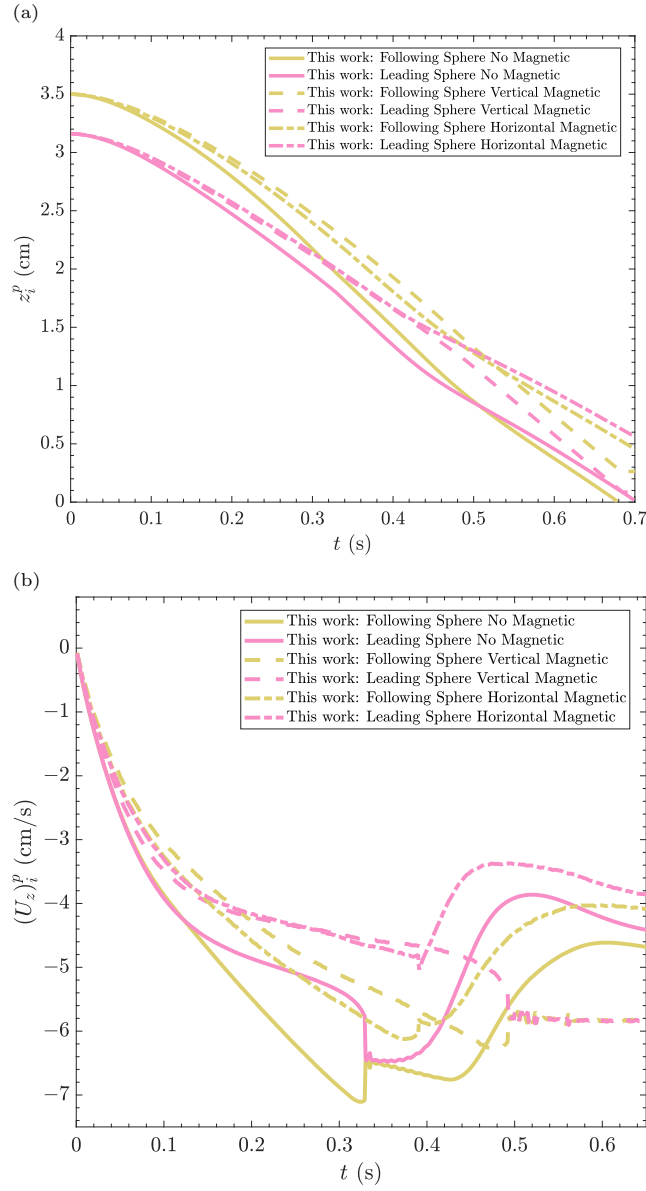 (a)
4
3.5
3
2.5
2
1.5
1
0.5
0
This work: Following Sphere No Magnetic
This work: Leading Sphere No Magnetic
This work: Following Sphere Vertical Magnetic
This work: Leading Sphere Vertical Magnetic
This work: Following Sphere Horizontal Magnetic
This work: Leading Sphere Horizontal Magnetic
z_i^p (cm)
0 0.1 0.2 0.3 0.4 0.5 0.6 0.7
t (s)
(b)
0
−1
−2
−3
−4
−5
−6
−7
This work: Following Sphere No Magnetic
This work: Leading Sphere No Magnetic
This work: Following Sphere Vertical Magnetic
This work: Leading Sphere Vertical Magnetic
This work: Following Sphere Horizontal Magnetic
This work: Leading Sphere Horizontal Magnetic
(U_z)_i^p (cm/s)
0 0.1 0.2 0.3 0.4 0.5 0.6
t (s)